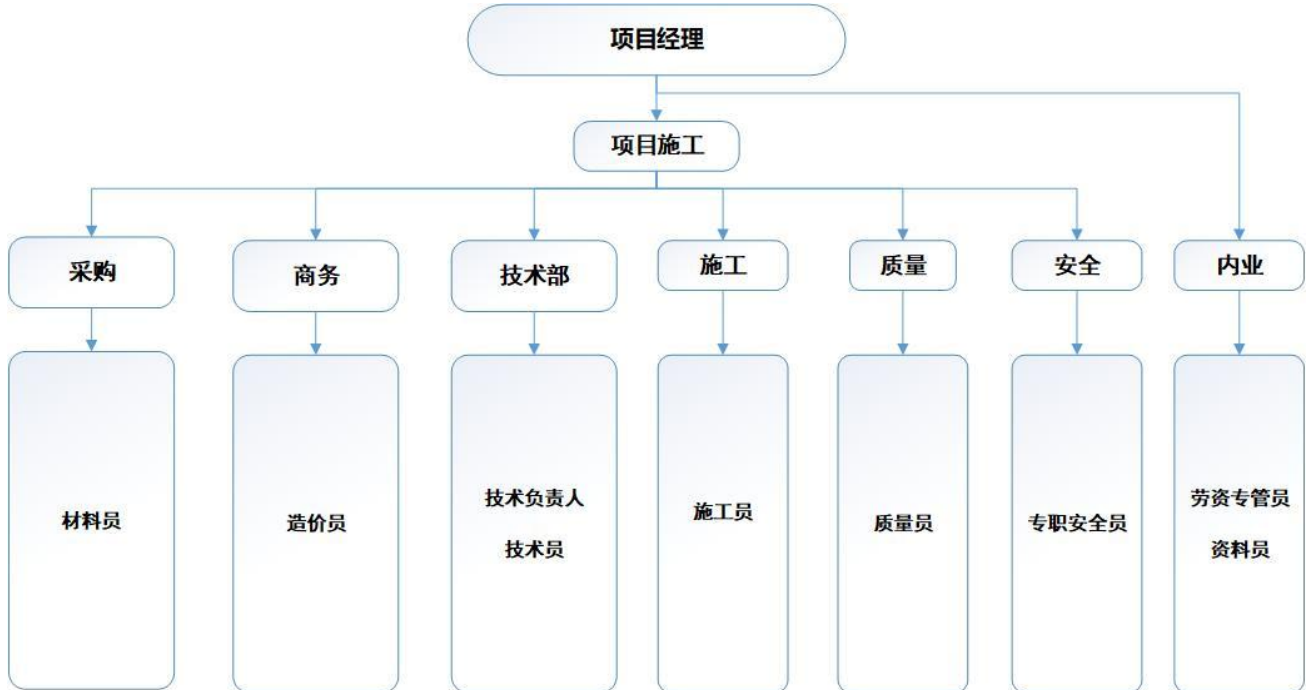 项目经理
项目施工
采购
商务
技术部
施工
质量
安全
内业
材料员
造价员
技术负责人
技术员
施工员
质量员
专职安全员
劳资专管员
资料员